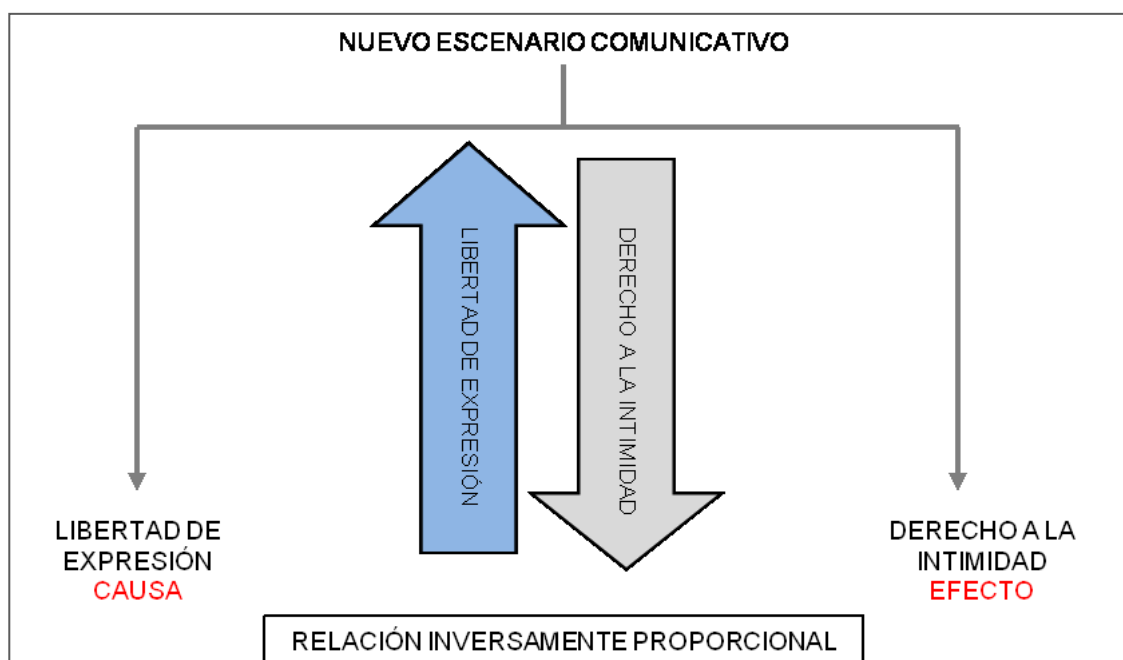 NUEVO ESCENARIO COMUNICATIVO
LIBERTAD DE EXPRESIÓN
DERECHO A LA INTIMIDAD
LIBERTAD DE
EXPRESIÓN
CAUSA
DERECHO A LA
INTIMIDAD
EFECTO
RELACIÓN INVERSAMENTE PROPORCIONAL